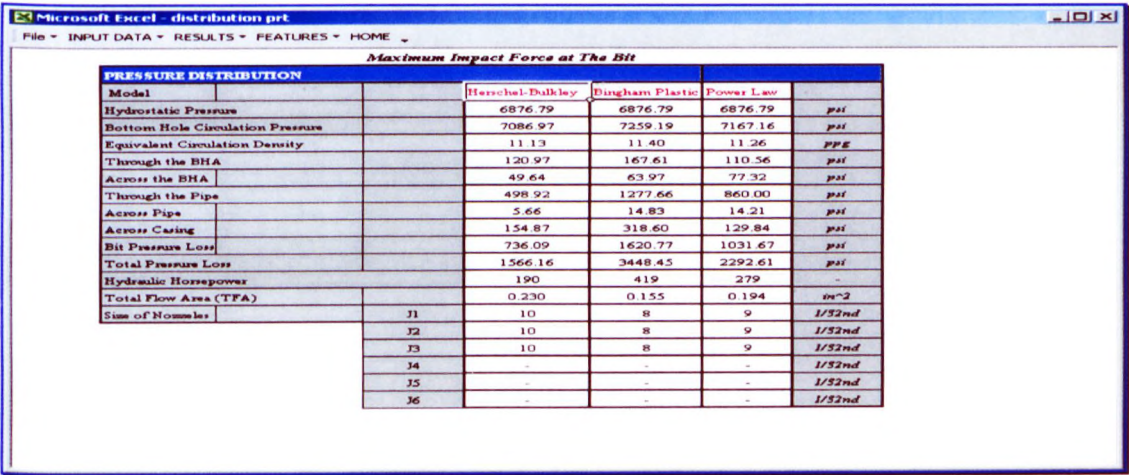 Microsoft Excel - distribution prt
File INPUT DATA RESULTS FEATURES HOME
Maximum Impact Force at The Bit
PRESSURE DISTRIBUTION
Model Herschel-Bulkley Bingham Plastic Power Law
Hydrostatic Pressure 6876.79 6876.79 6876.79 psi
Bottom Hole Circulation Pressure 7086.97 7259.19 7167.16 psi
Equivalent Circulation Density 11.13 11.40 11.26 ppg
Through the BHA 120.97 167.61 110.56 psi
Across the BHA 49.64 63.97 77.32 psi
Through the Pipe 498.92 1277.66 860.00 psi
Across Pipe 5.66 14.83 14.21 psi
Across Casing 154.87 318.60 129.84 psi
Bit Pressure Loss 736.09 1620.77 1031.67 psi
Total Pressure Loss 1566.16 3448.45 2292.61 psi
Hydraulic Horsepower 190 419 279 -
Total Flow Area (TFA) 0.230 0.155 0.194 in^2
Size of Nozzeles J1 10 8 9 1/32nd
J2 10 8 9 1/32nd
J3 10 8 9 1/32nd
J4 - - - 1/32nd
J5 - - - 1/32nd
J6 - - - 1/32nd